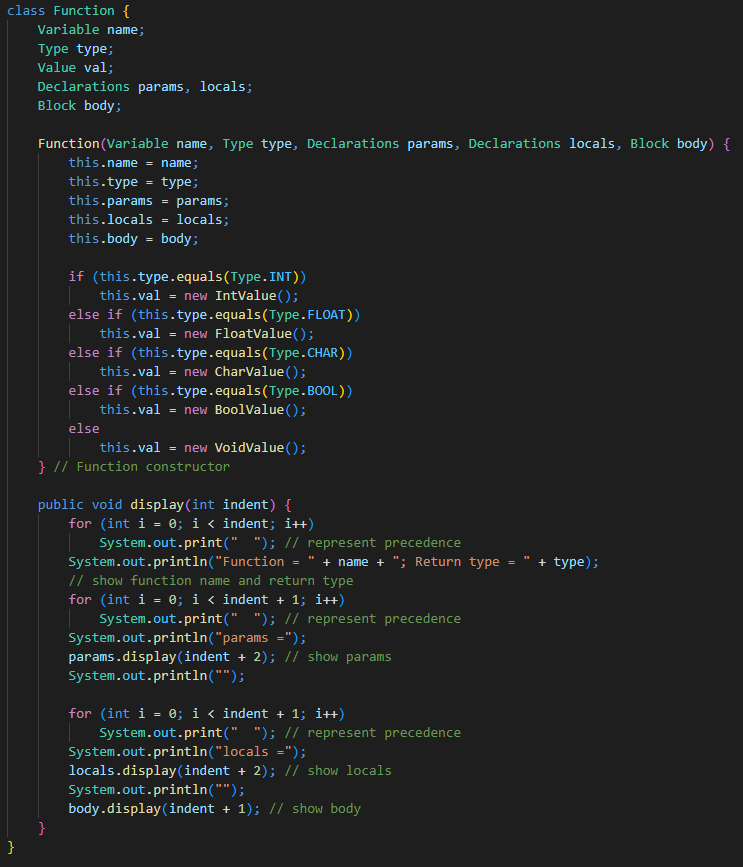 class Function {
    Variable name;
    Type type;
    Value val;
    Declarations params, locals;
    Block body;

    Function(Variable name, Type type, Declarations params, Declarations locals, Block body) {
        this.name = name;
        this.type = type;
        this.params = params;
        this.locals = locals;
        this.body = body;

        if (this.type.equals(Type.INT))
            this.val = new IntValue();
        else if (this.type.equals(Type.FLOAT))
            this.val = new FloatValue();
        else if (this.type.equals(Type.CHAR))
            this.val = new CharValue();
        else if (this.type.equals(Type.BOOL))
            this.val = new BoolValue();
        else
            this.val = new VoidValue();
    } // Function constructor

    public void display(int indent) {
        for (int i = 0; i < indent; i++)
            System.out.print("  "); // represent precedence
        System.out.println("Function = " + name + "; Return type = " + type);
        // show function name and return type
        for (int i = 0; i < indent + 1; i++)
            System.out.print("  "); // represent precedence
        System.out.println("params =");
        params.display(indent + 2); // show params
        System.out.println("");

        for (int i = 0; i < indent + 1; i++)
            System.out.print("  "); // represent precedence
        System.out.println("locals =");
        locals.display(indent + 2); // show locals
        System.out.println("");
        body.display(indent + 1); // show body
    }
}